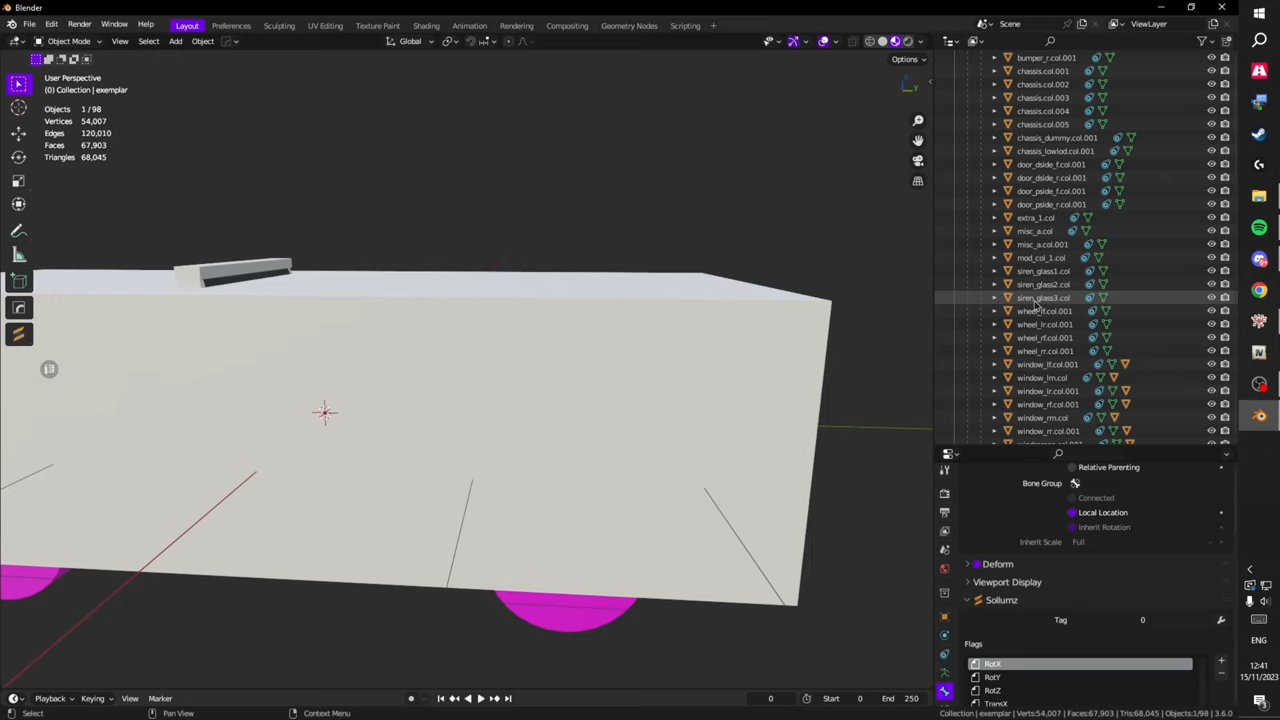 Blender
File Edit Render Window Help Layout Preferences Sculpting UV Editing Texture Paint Shading Animation Rendering Compositing Geometry Nodes Scripting Scene ViewLayer
Object Mode View Select Add Object Global
Options
User Perspective
(0) Collection | exemplar
Objects 1/98
Vertices 54,007
Edges 120,010
Faces 67,903
Triangles 68,045
Z
bumper_r.col.001
chassis.col.001
chassis.col.002
chassis.col.003
chassis.col.004
chassis.col.005
chassis_dummy.col.001
chassis_lowlod.col.001
door_dside_f.col.001
door_dside_r.col.001
door_pside_f.col.001
door_pside_r.col.001
extra_1.col
misc_a.col
misc_a.col.001
mod_col_1.col
siren_glass1.col
siren_glass2.col
siren_glass3.col
wheel_lf.col.001
wheel_lr.col.001
wheel_rf.col.001
wheel_rr.col.001
window_lf.col.001
window_lm.col
window_lr.col.001
window_rf.col.001
window_rm.col
window_rr.col.001
Relative Parenting
Bone Group
Connected
Local Location
Inherit Rotation
Inherit Scale Full
Deform
Viewport Display
Sollumz
Tag 0
Flags
RotX
RotY
RotZ
TransX
Playback Keying View Marker 0 Start 0 End 250
Select Pan View Context Menu
Collection | exemplar | Verts:54,007 | Faces:67,903 | Tris:68,045 | Objects:1/98 | 3.6.0
ENG
12:41
15/11/2023